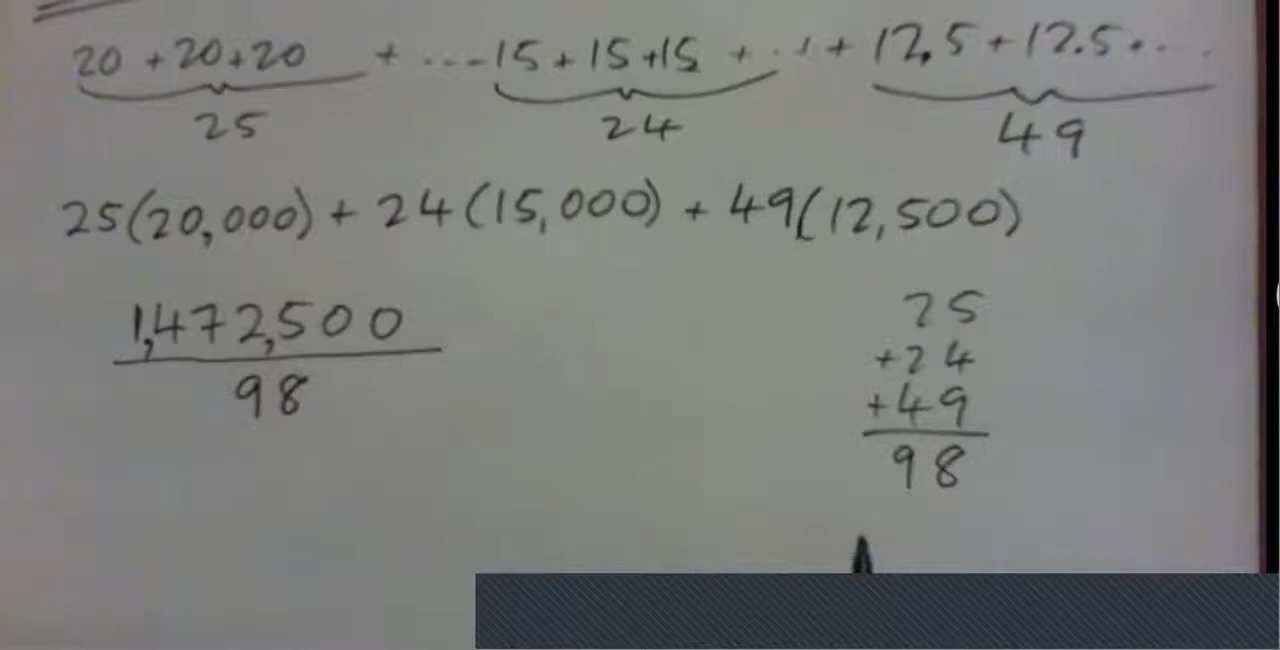 20 + 20 + 20 + ....15 + 15 + 15 + ... + 12.5 + 12.5....
25 24 49
25(20,000) + 24(15,000) + 49(12,500)
1,472,500
98
25
+24
+49
98